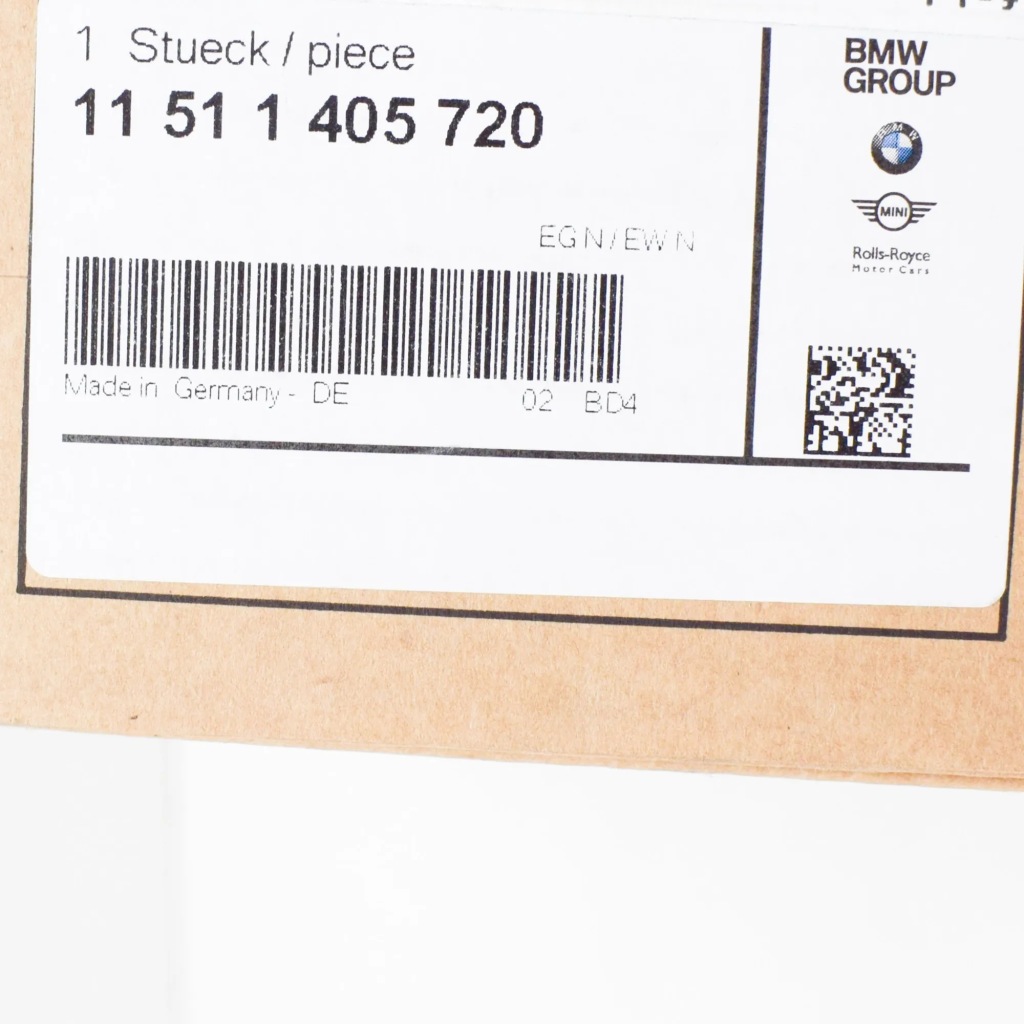 1 Stueck / piece
11 51 1 405 720
EG N / EW N
Made in Germany - DE 02 BD4
BMW
GROUP
BMW
MINI
Rolls-Royce
Motor Cars